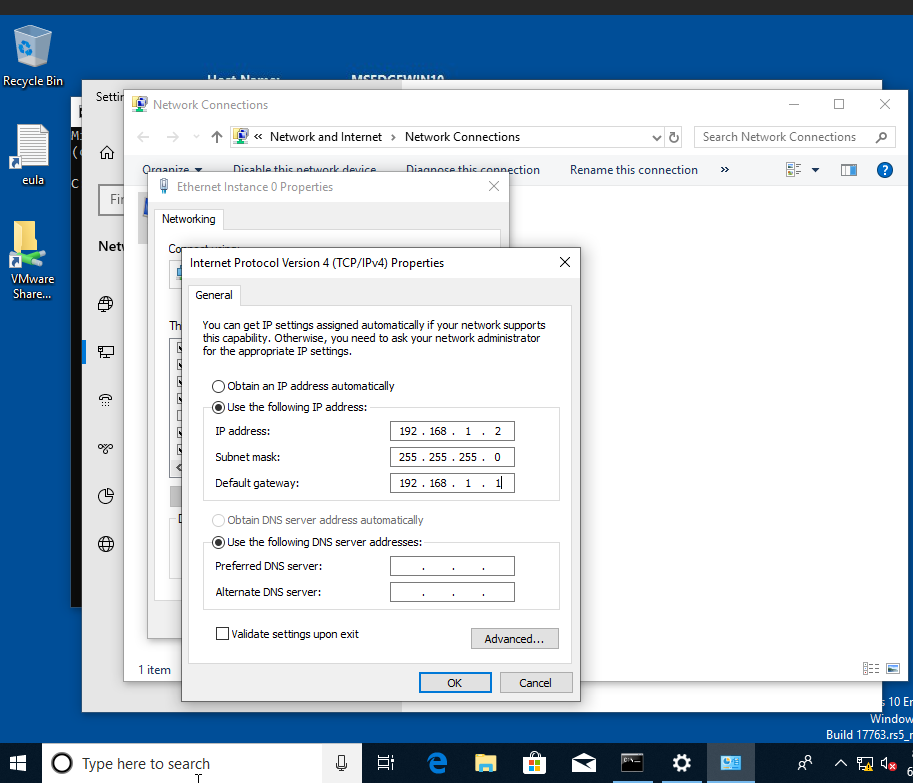 Recycle Bin
eula
VMware
Share...
Host Name:
MSEDGEWIN10
Network Connections
« Network and Internet › Network Connections
Search Network Connections
Organize
Disable this network device
Diagnose this connection
Rename this connection
»
Ethernet Instance 0 Properties
Networking
Internet Protocol Version 4 (TCP/IPv4) Properties
General
You can get IP settings assigned automatically if your network supports
this capability. Otherwise, you need to ask your network administrator
for the appropriate IP settings.
Obtain an IP address automatically
Use the following IP address:
IP address:
192 . 168 . 1 . 2
Subnet mask:
255 . 255 . 255 . 0
Default gateway:
192 . 168 . 1 . 1
Obtain DNS server address automatically
Use the following DNS server addresses:
Preferred DNS server:
. . .
Alternate DNS server:
. . .
Validate settings upon exit
Advanced...
OK
Cancel
1 item
Window
Build 17763.rs5_r
Type here to search